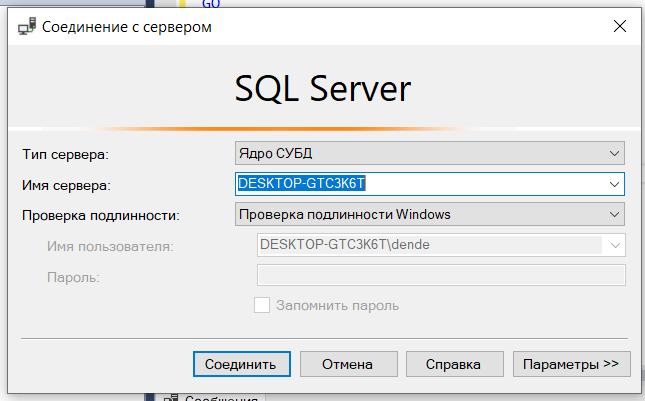 GO
Соединение с сервером
SQL Server
Тип сервера: Ядро СУБД
Имя сервера: DESKTOP-GTC3K6T
Проверка подлинности: Проверка подлинности Windows
Имя пользователя: DESKTOP-GTC3K6T\dende
Пароль:
Запомнить пароль
Соединить Отмена Справка Параметры >>
Сообщения